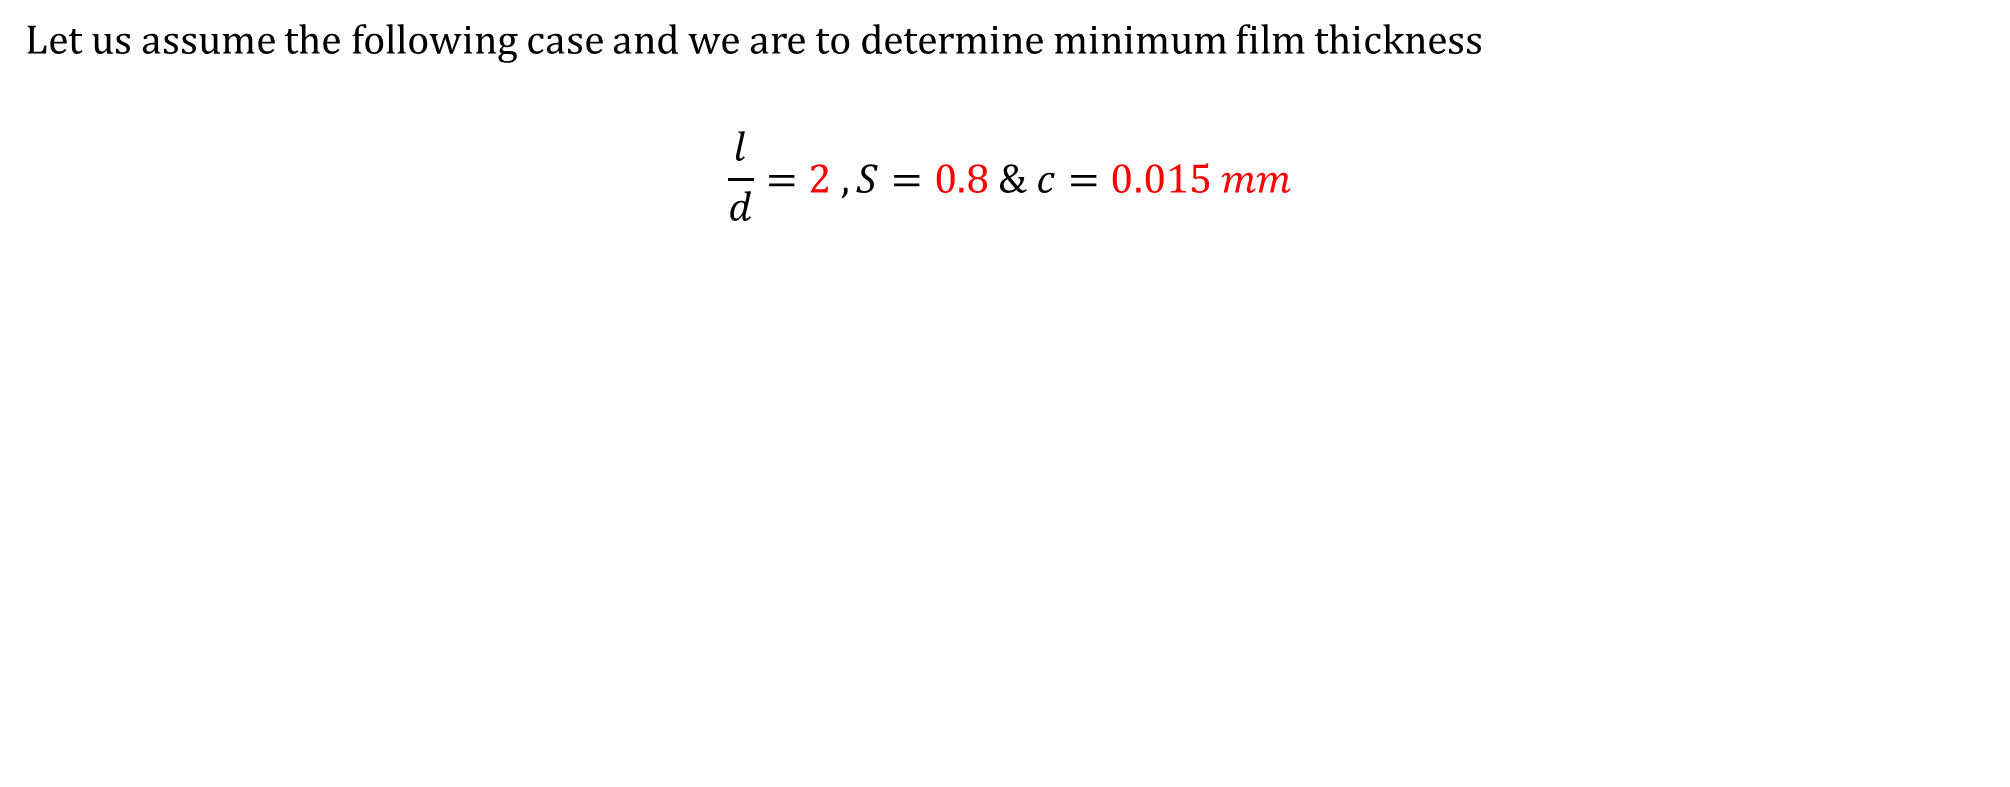 Let us assume the following case and we are to determine minimum film thickness
l/d = 2 , S = 0.8 & c = 0.015 mm